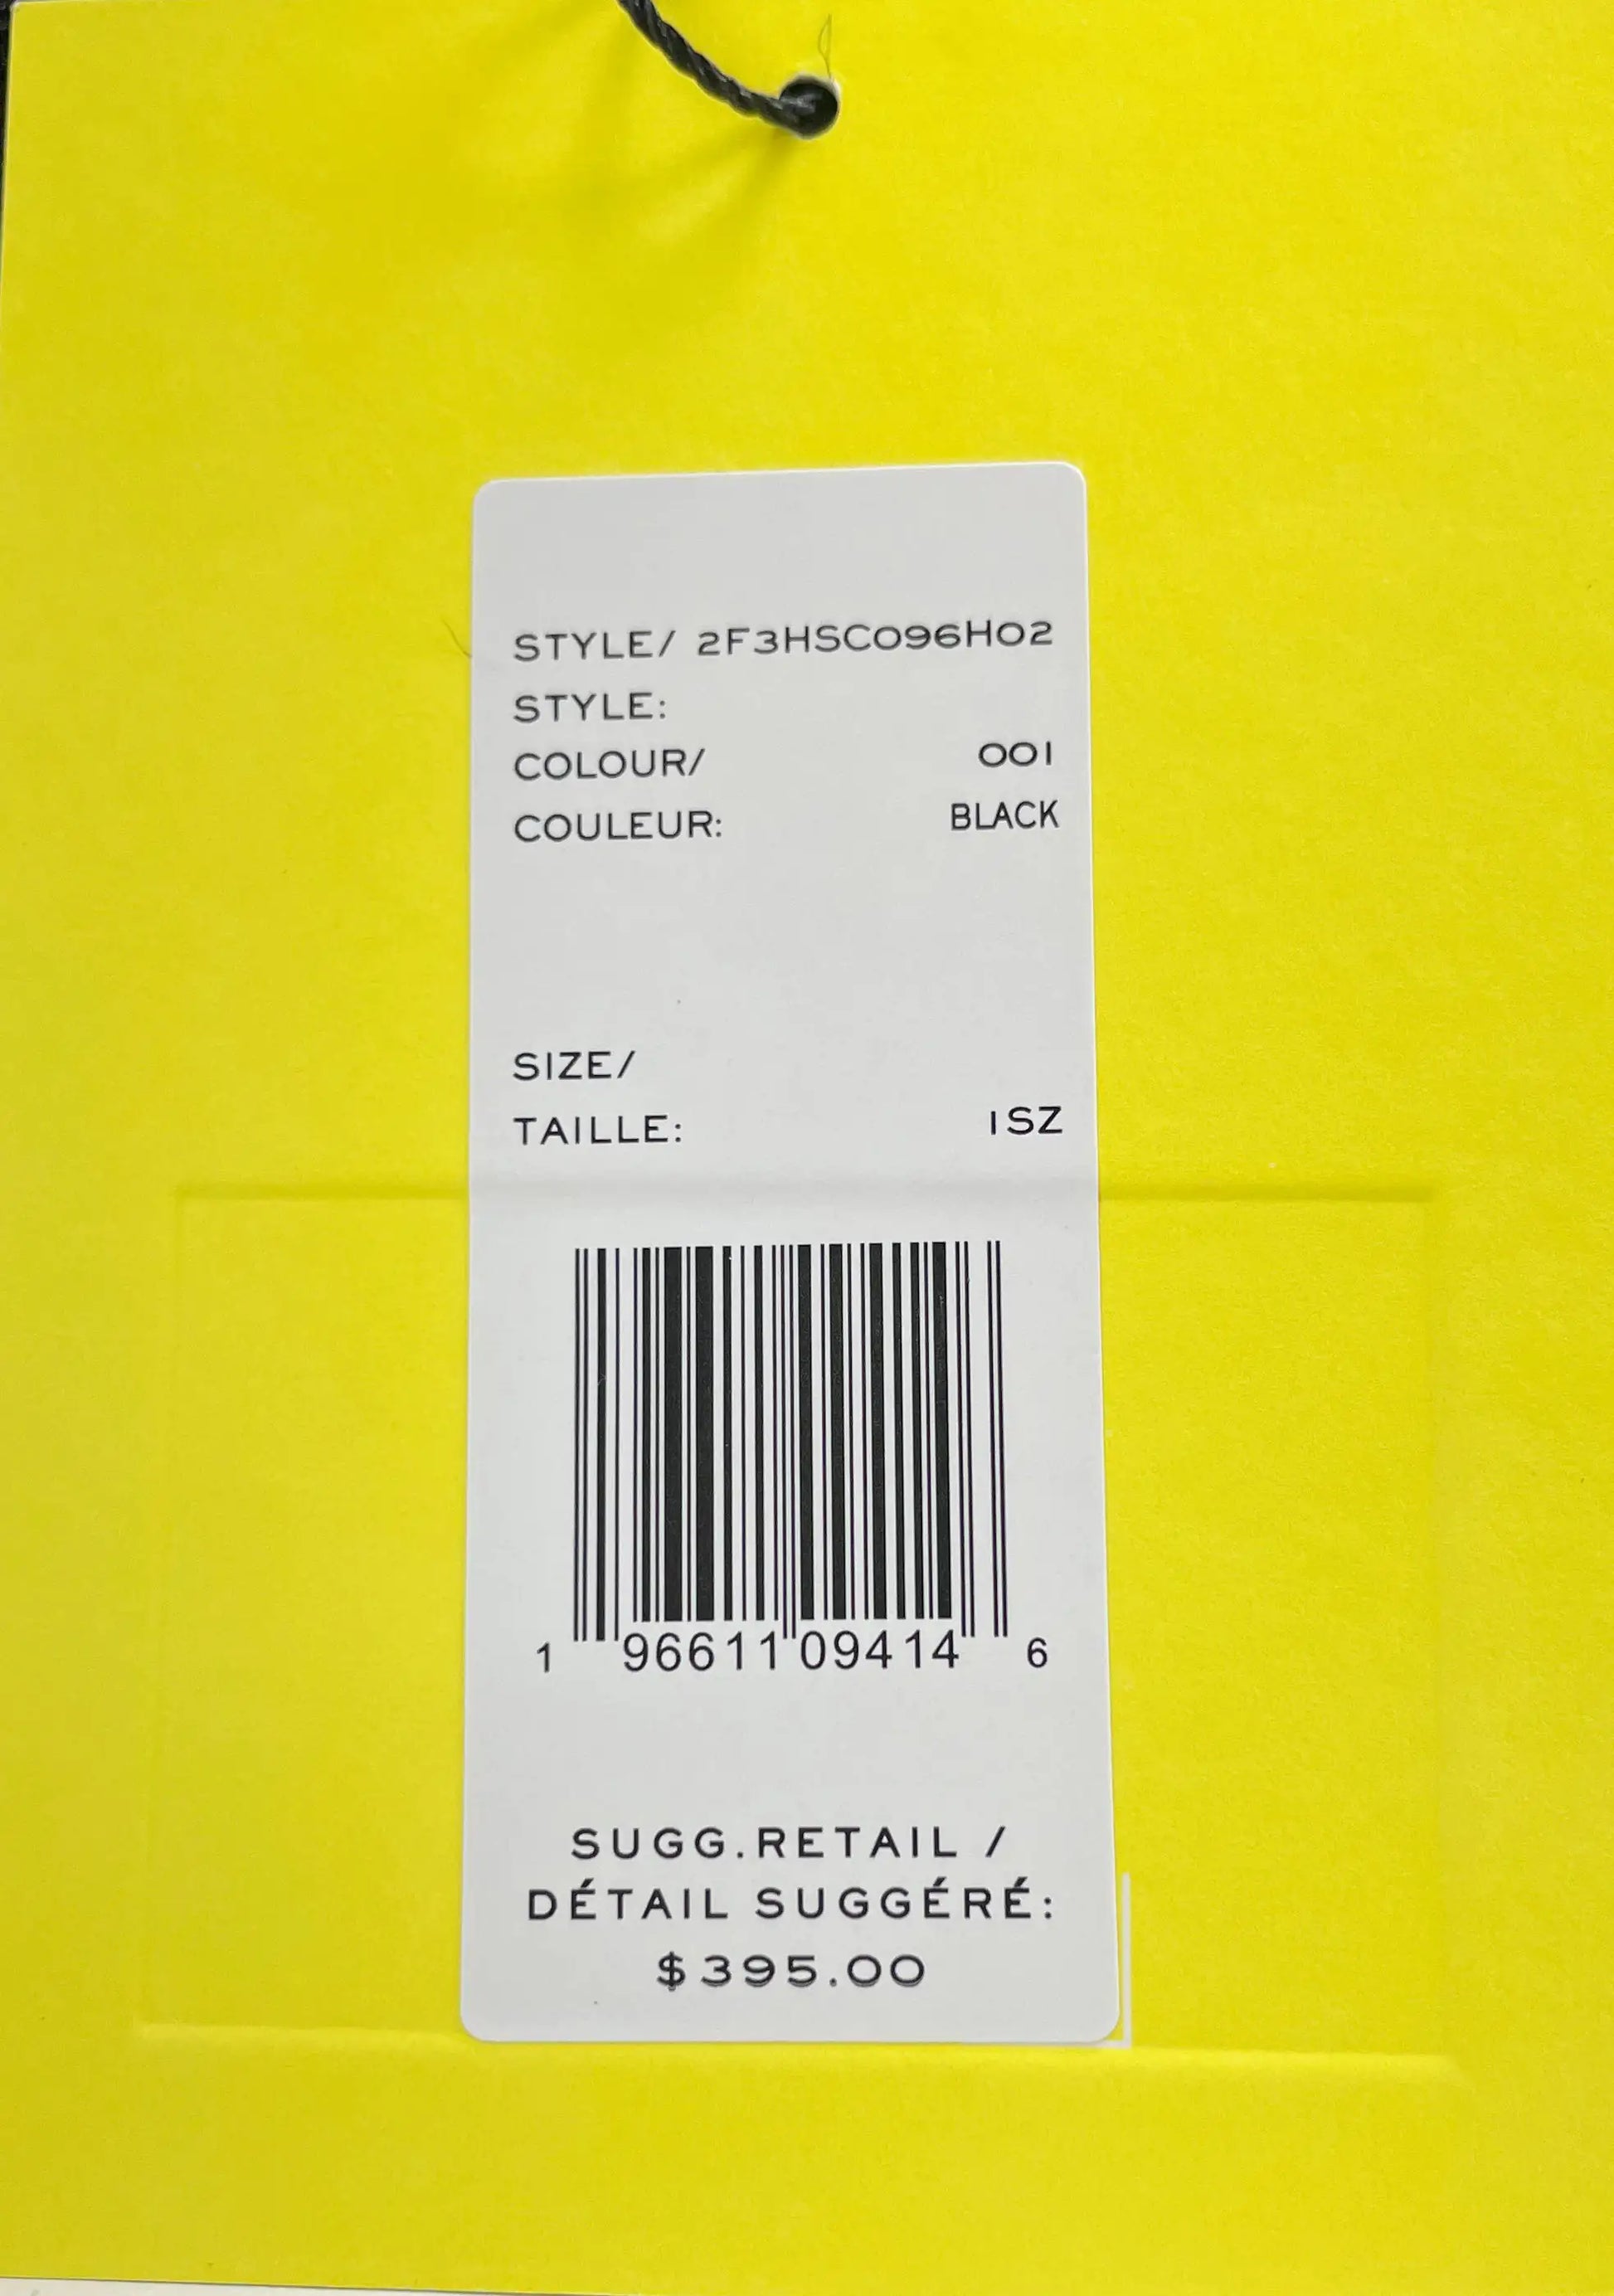 STYLE/ 2F3HSC096H02
STYLE:
COLOUR/ 001
COULEUR: BLACK
SIZE/
TAILLE: 1SZ
1 96611 09414 6
SUGG.RETAIL /
DÉTAIL SUGGÉRÉ:
$395.00